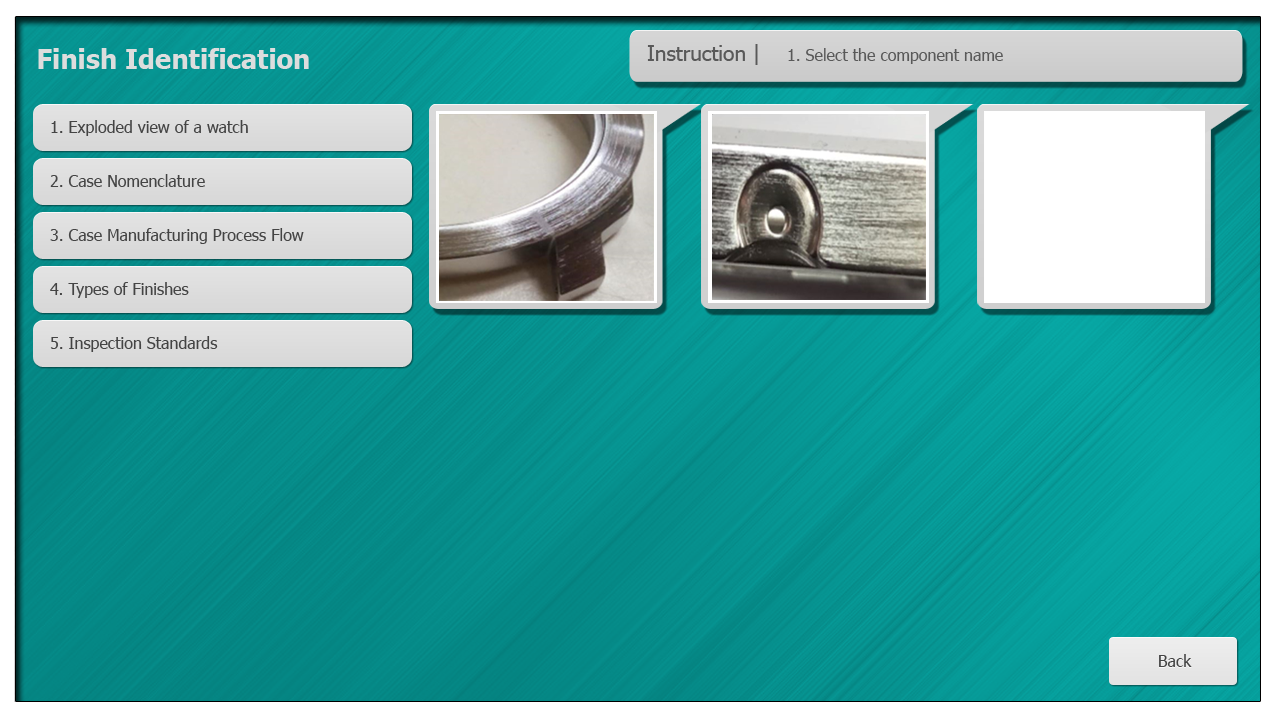 Finish Identification
Instruction |
1. Select the component name
1. Exploded view of a watch
2. Case Nomenclature
3. Case Manufacturing Process Flow
4. Types of Finishes
5. Inspection Standards
Back